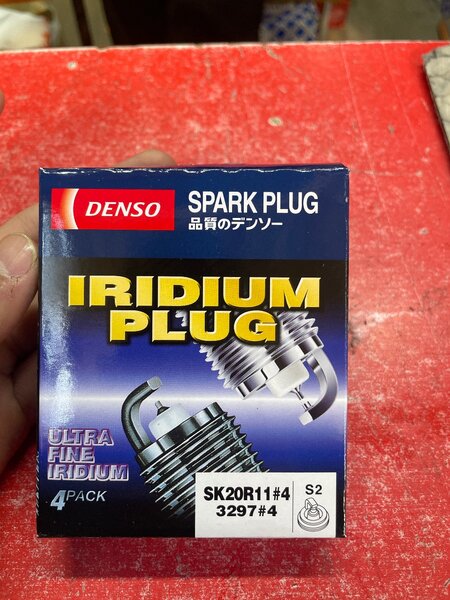 DENSO
SPARK PLUG
品質のデンソー
IRIDIUM
PLUG
ULTRA
FINE
IRIDIUM
4PACK
SK20R11#4
3297#4
S2